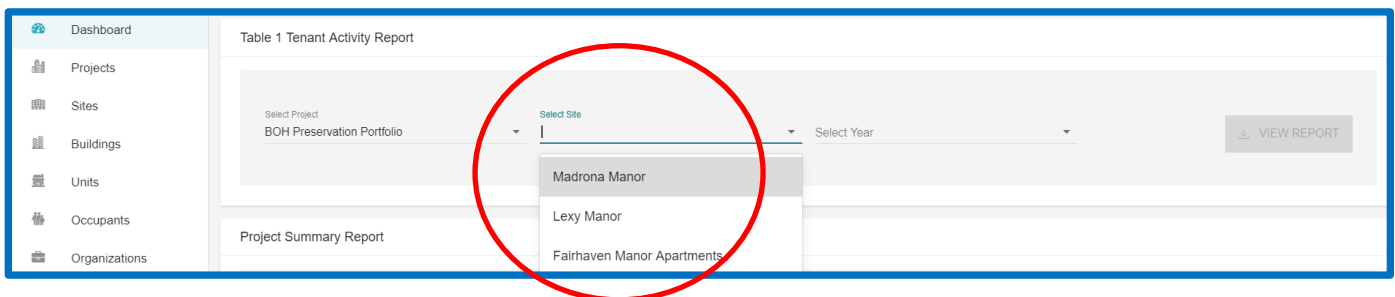 Dashboard
Projects
Sites
Buildings
Units
Occupants
Organizations
Table 1 Tenant Activity Report
Select Project
BOH Preservation Portfolio
Select Site
Select Year
VIEW REPORT
Madrona Manor
Lexy Manor
Fairhaven Manor Apartments
Project Summary Report